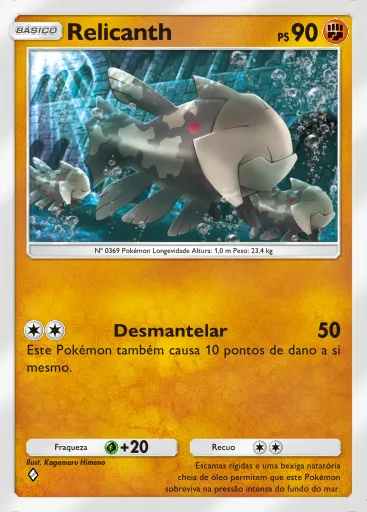 BÁSICO Relicanth PS 90
Nº 0369 Pokémon Longevidade Altura: 1,0 m Peso: 23,4 kg
Desmantelar 50
Este Pokémon também causa 10 pontos de dano a si
mesmo.
Fraqueza +20 Recuo
Ilust. Kagemaru Himeno
Escamas rígidas e uma bexiga natatória
cheia de óleo permitem que este Pokémon
sobreviva na pressão intensa do fundo do mar.